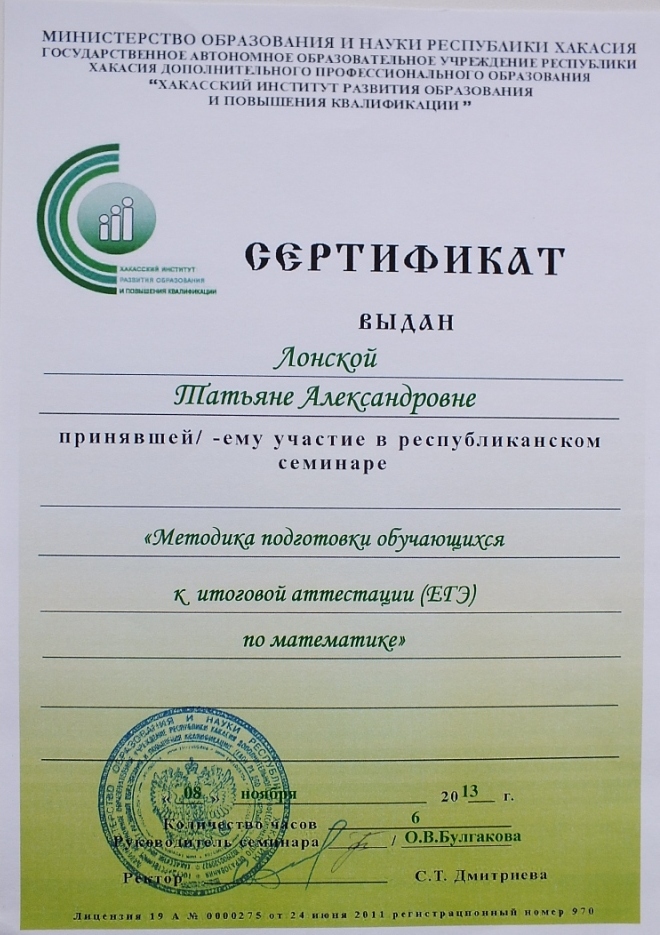 МИНИСТЕРСТВО ОБРАЗОВАНИЯ И НАУКИ РЕСПУБЛИКИ ХАКАСИЯ
ГОСУДАРСТВЕННОЕ АВТОНОМНОЕ ОБРАЗОВАТЕЛЬНОЕ УЧРЕЖДЕНИЕ РЕСПУБЛИКИ
ХАКАСИЯ ДОПОЛНИТЕЛЬНОГО ПРОФЕССИОНАЛЬНОГО ОБРАЗОВАНИЯ
“ХАКАССКИЙ ИНСТИТУТ РАЗВИТИЯ ОБРАЗОВАНИЯ
И ПОВЫШЕНИЯ КВАЛИФИКАЦИИ”
ХАКАССКИЙ ИНСТИТУТ
РАЗВИТИЯ ОБРАЗОВАНИЯ
И ПОВЫШЕНИЯ КВАЛИФИКАЦИИ
СЕРТИФИКАТ
ВЫДАН
Лонской
Татьяне Александровне
принявшей/ -ему участие в республиканском
семинаре
«Методика подготовки обучающихся
к итоговой аттестации (ЕГЭ)
по математике»
« 08 » ноября 2013 г.
Количество часов 6
Руководитель семинара / О.В.Булгакова
Ректор С.Т. Дмитриева
Лицензия 19 А № 0000275 от 24 июня 2011 регистрационный номер 970